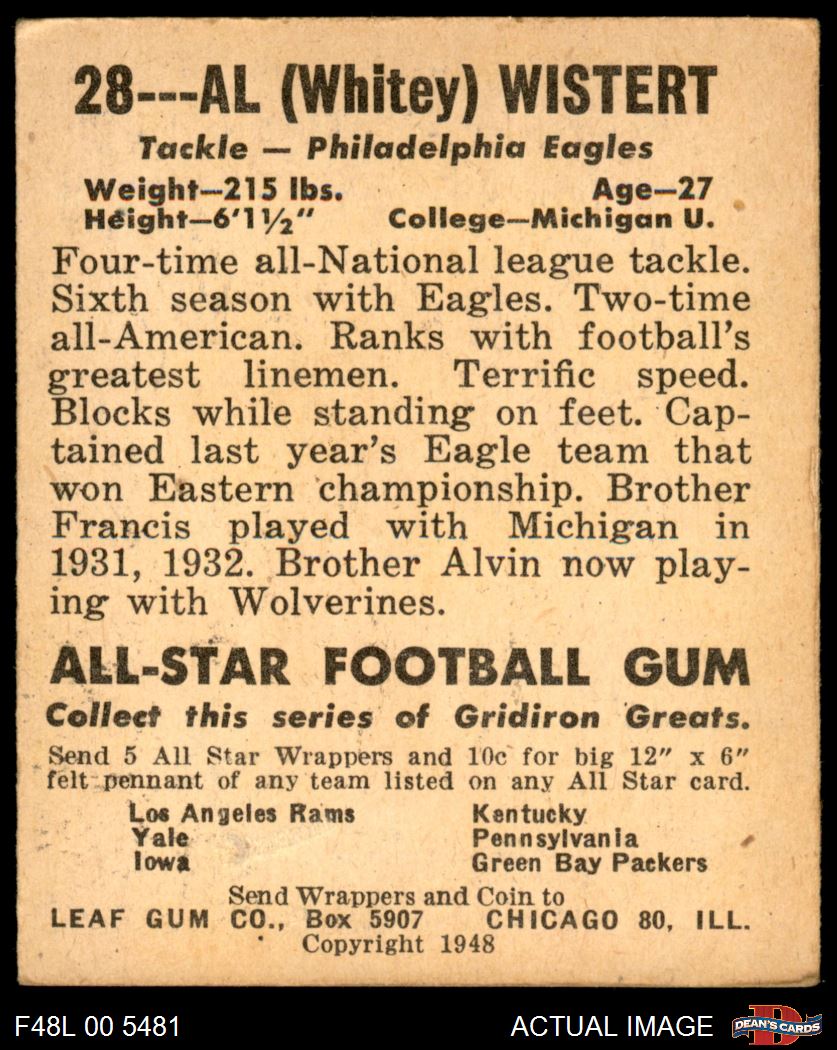 28---AL (Whitey) WISTERT
Tackle — Philadelphia Eagles
Weight—215 lbs. Age—27
Height—6'1½" College—Michigan U.
Four-time all-National league tackle.
Sixth season with Eagles. Two-time
all-American. Ranks with football's
greatest linemen. Terrific speed.
Blocks while standing on feet. Cap-
tained last year's Eagle team that
won Eastern championship. Brother
Francis played with Michigan in
1931, 1932. Brother Alvin now play-
ing with Wolverines.
ALL-STAR FOOTBALL GUM
Collect this series of Gridiron Greats.
Send 5 All Star Wrappers and 10c for big 12" x 6"
felt pennant of any team listed on any All Star card.
Los Angeles Rams Kentucky
Yale Pennsylvania
Iowa Green Bay Packers
Send Wrappers and Coin to
LEAF GUM CO., Box 5907 CHICAGO 80, ILL.
Copyright 1948
F48L 00 5481 ACTUAL IMAGE D DEAN'S CARDS